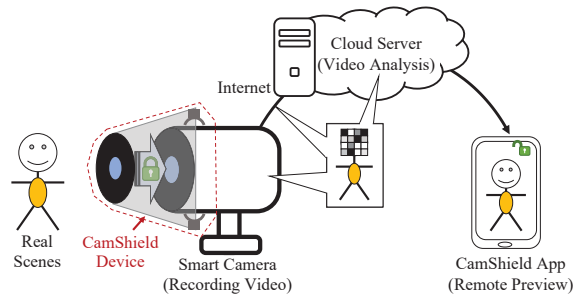 Cloud Server
(Video Analysis)
Internet
Real
Scenes
CamShield
Device
Smart Camera
(Recording Video)
CamShield App
(Remote Preview)